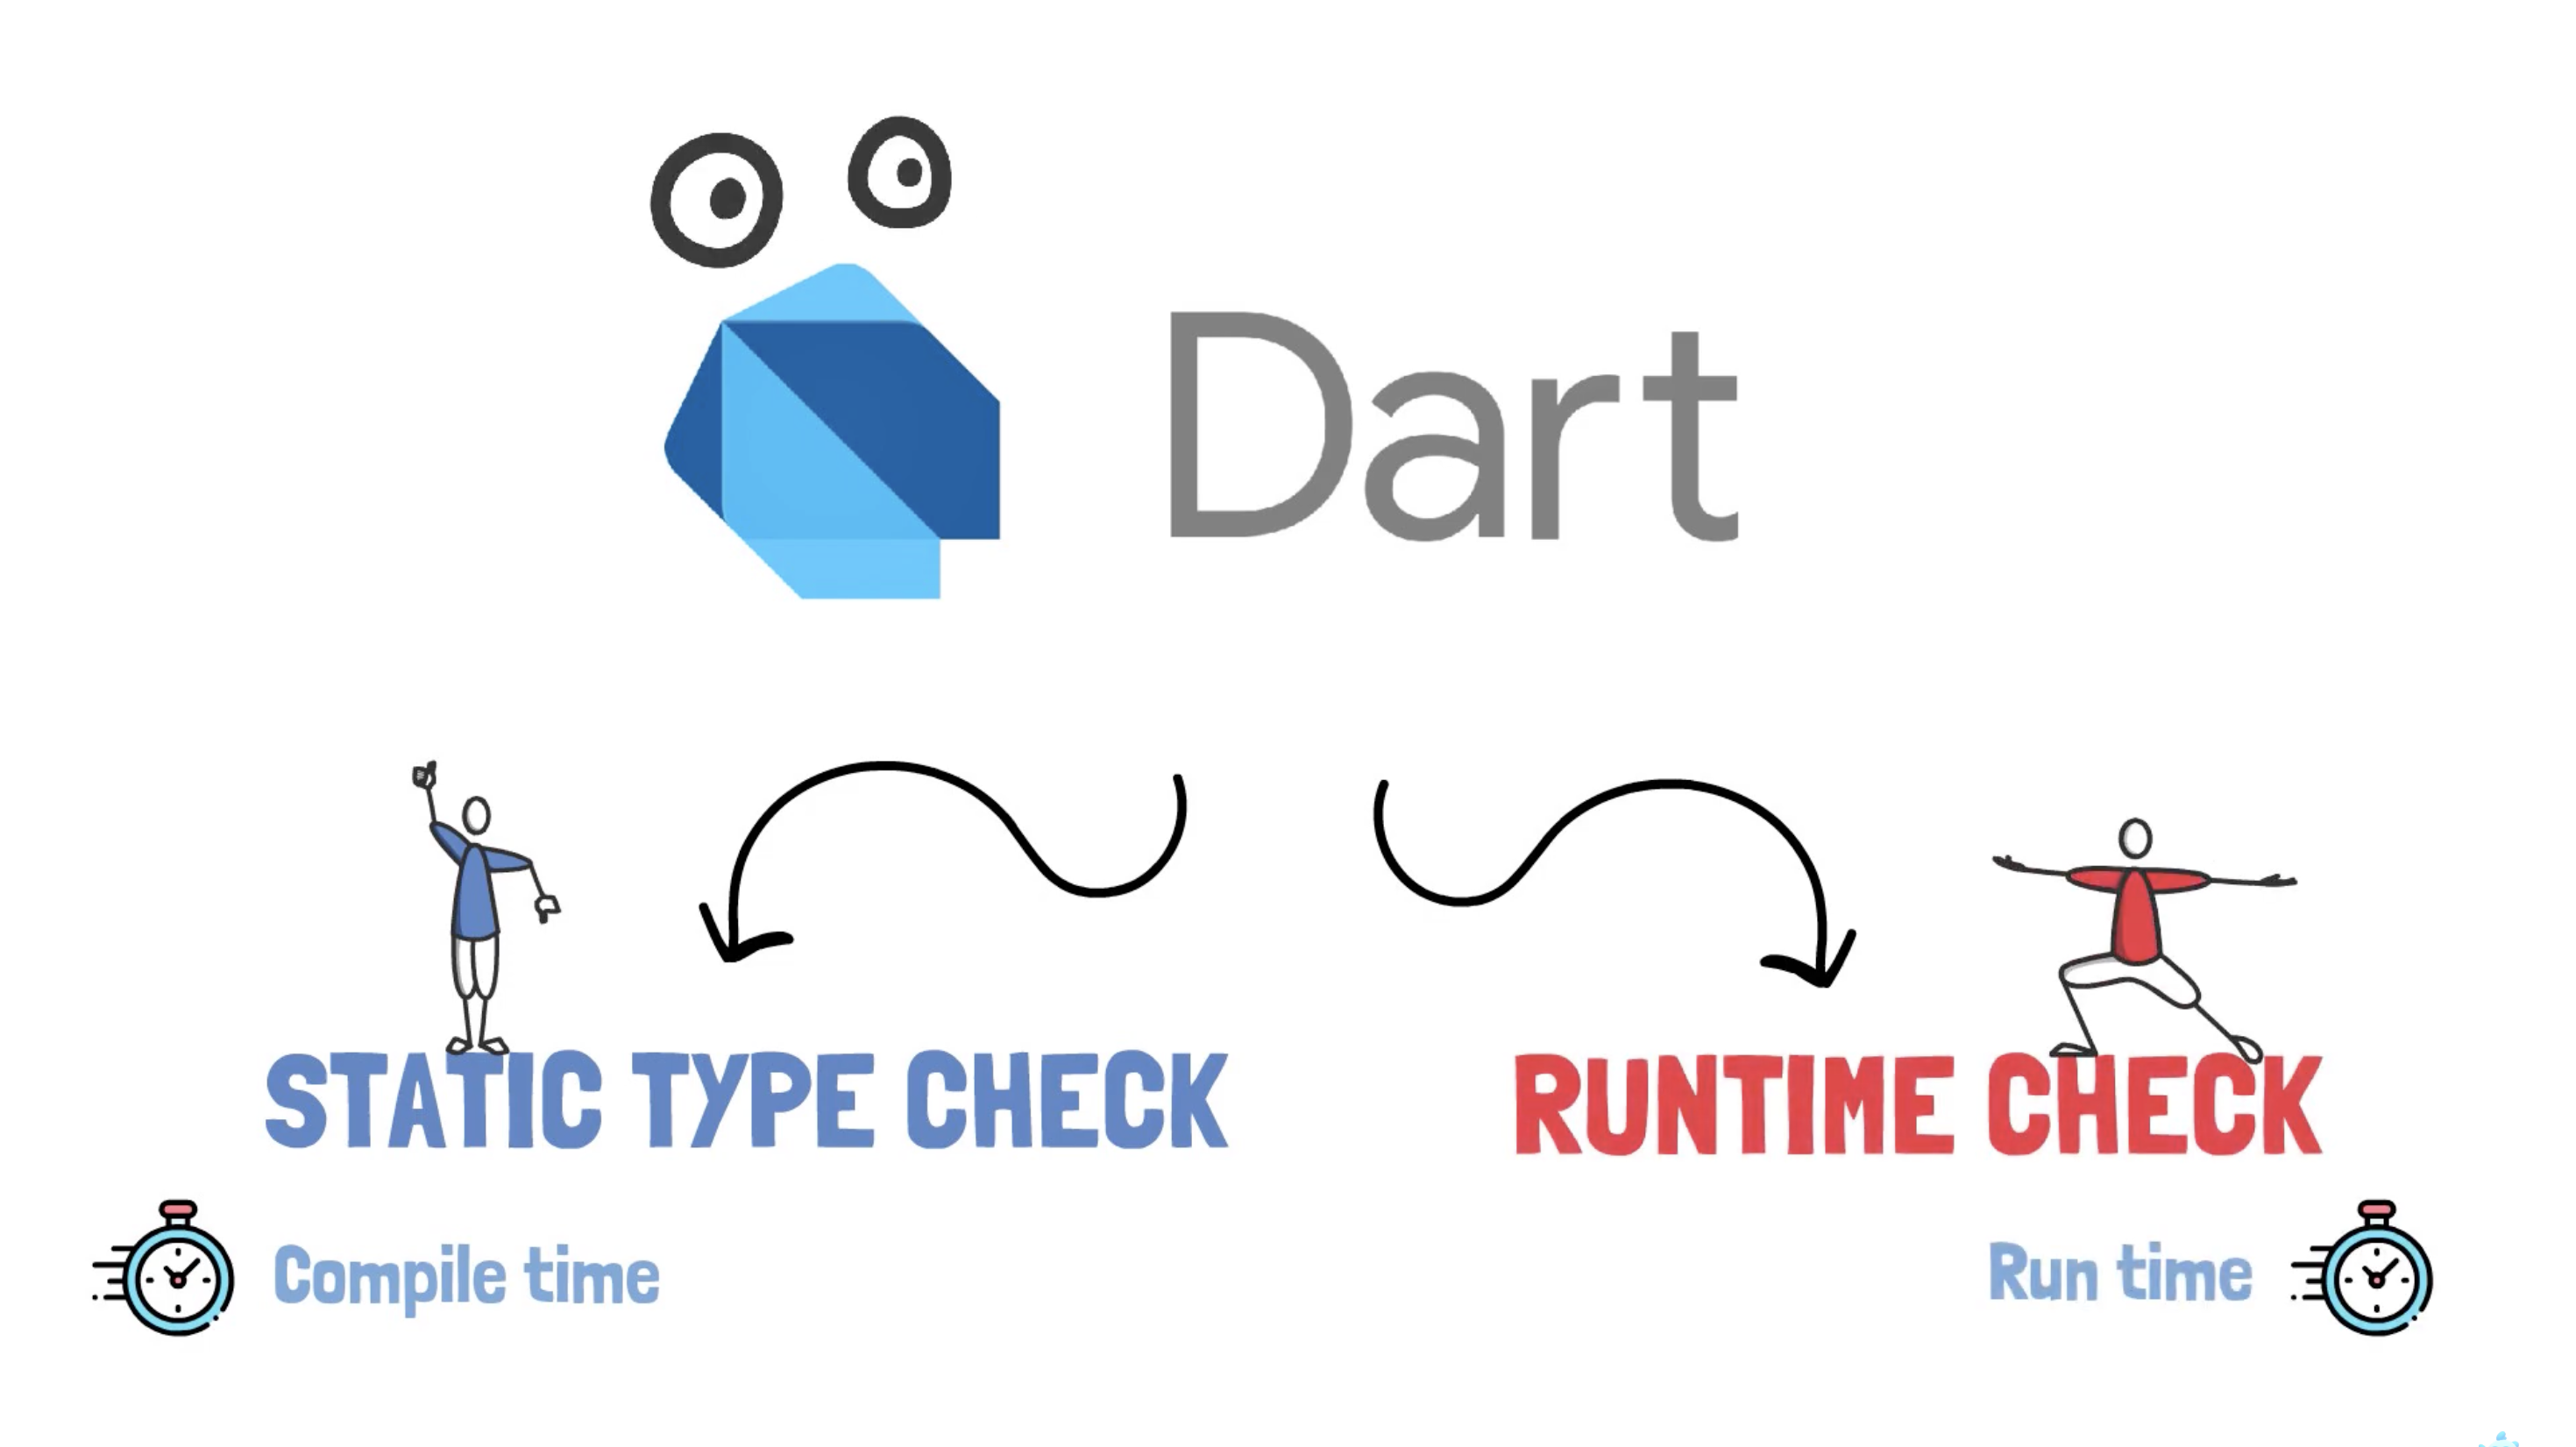 Dart
STATIC TYPE CHECK
RUNTIME CHECK
Compile time
Run time